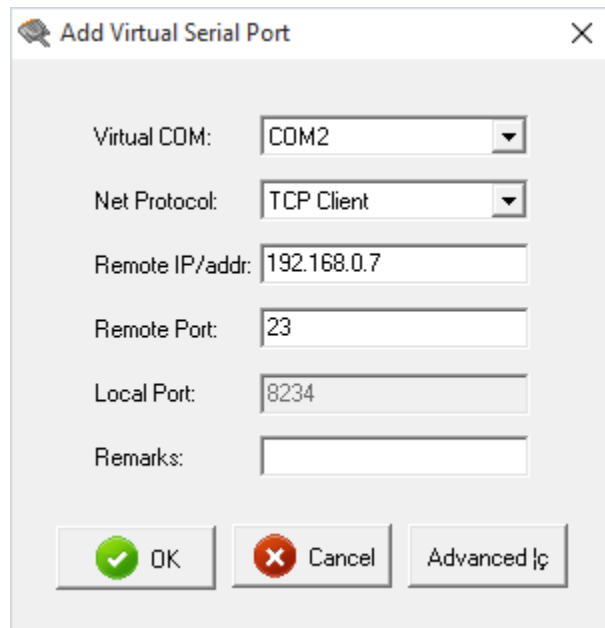 Add Virtual Serial Port
Virtual COM: COM2
Net Protocol: TCP Client
Remote IP/addr: 192.168.0.7
Remote Port: 23
Local Port: 8234
Remarks:
OK Cancel Advanced ¦ç